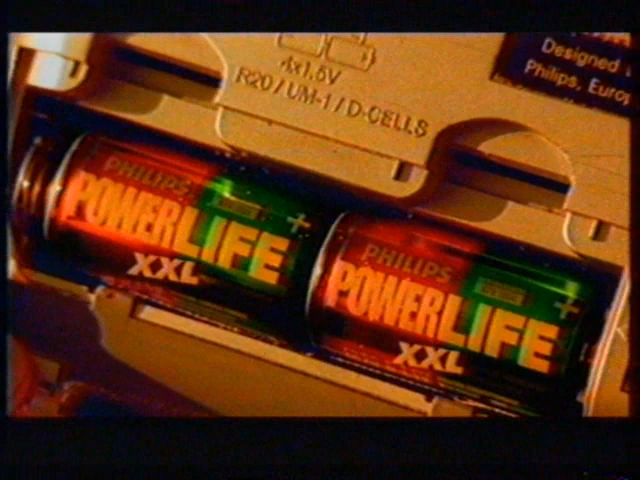 4x1.5V
R20 / UM-1 / D-CELLS
Designed
Philips, Europ
PHILIPS
POWERLIFE
XXL
+
PHILIPS
POWERLIFE
XXL
+